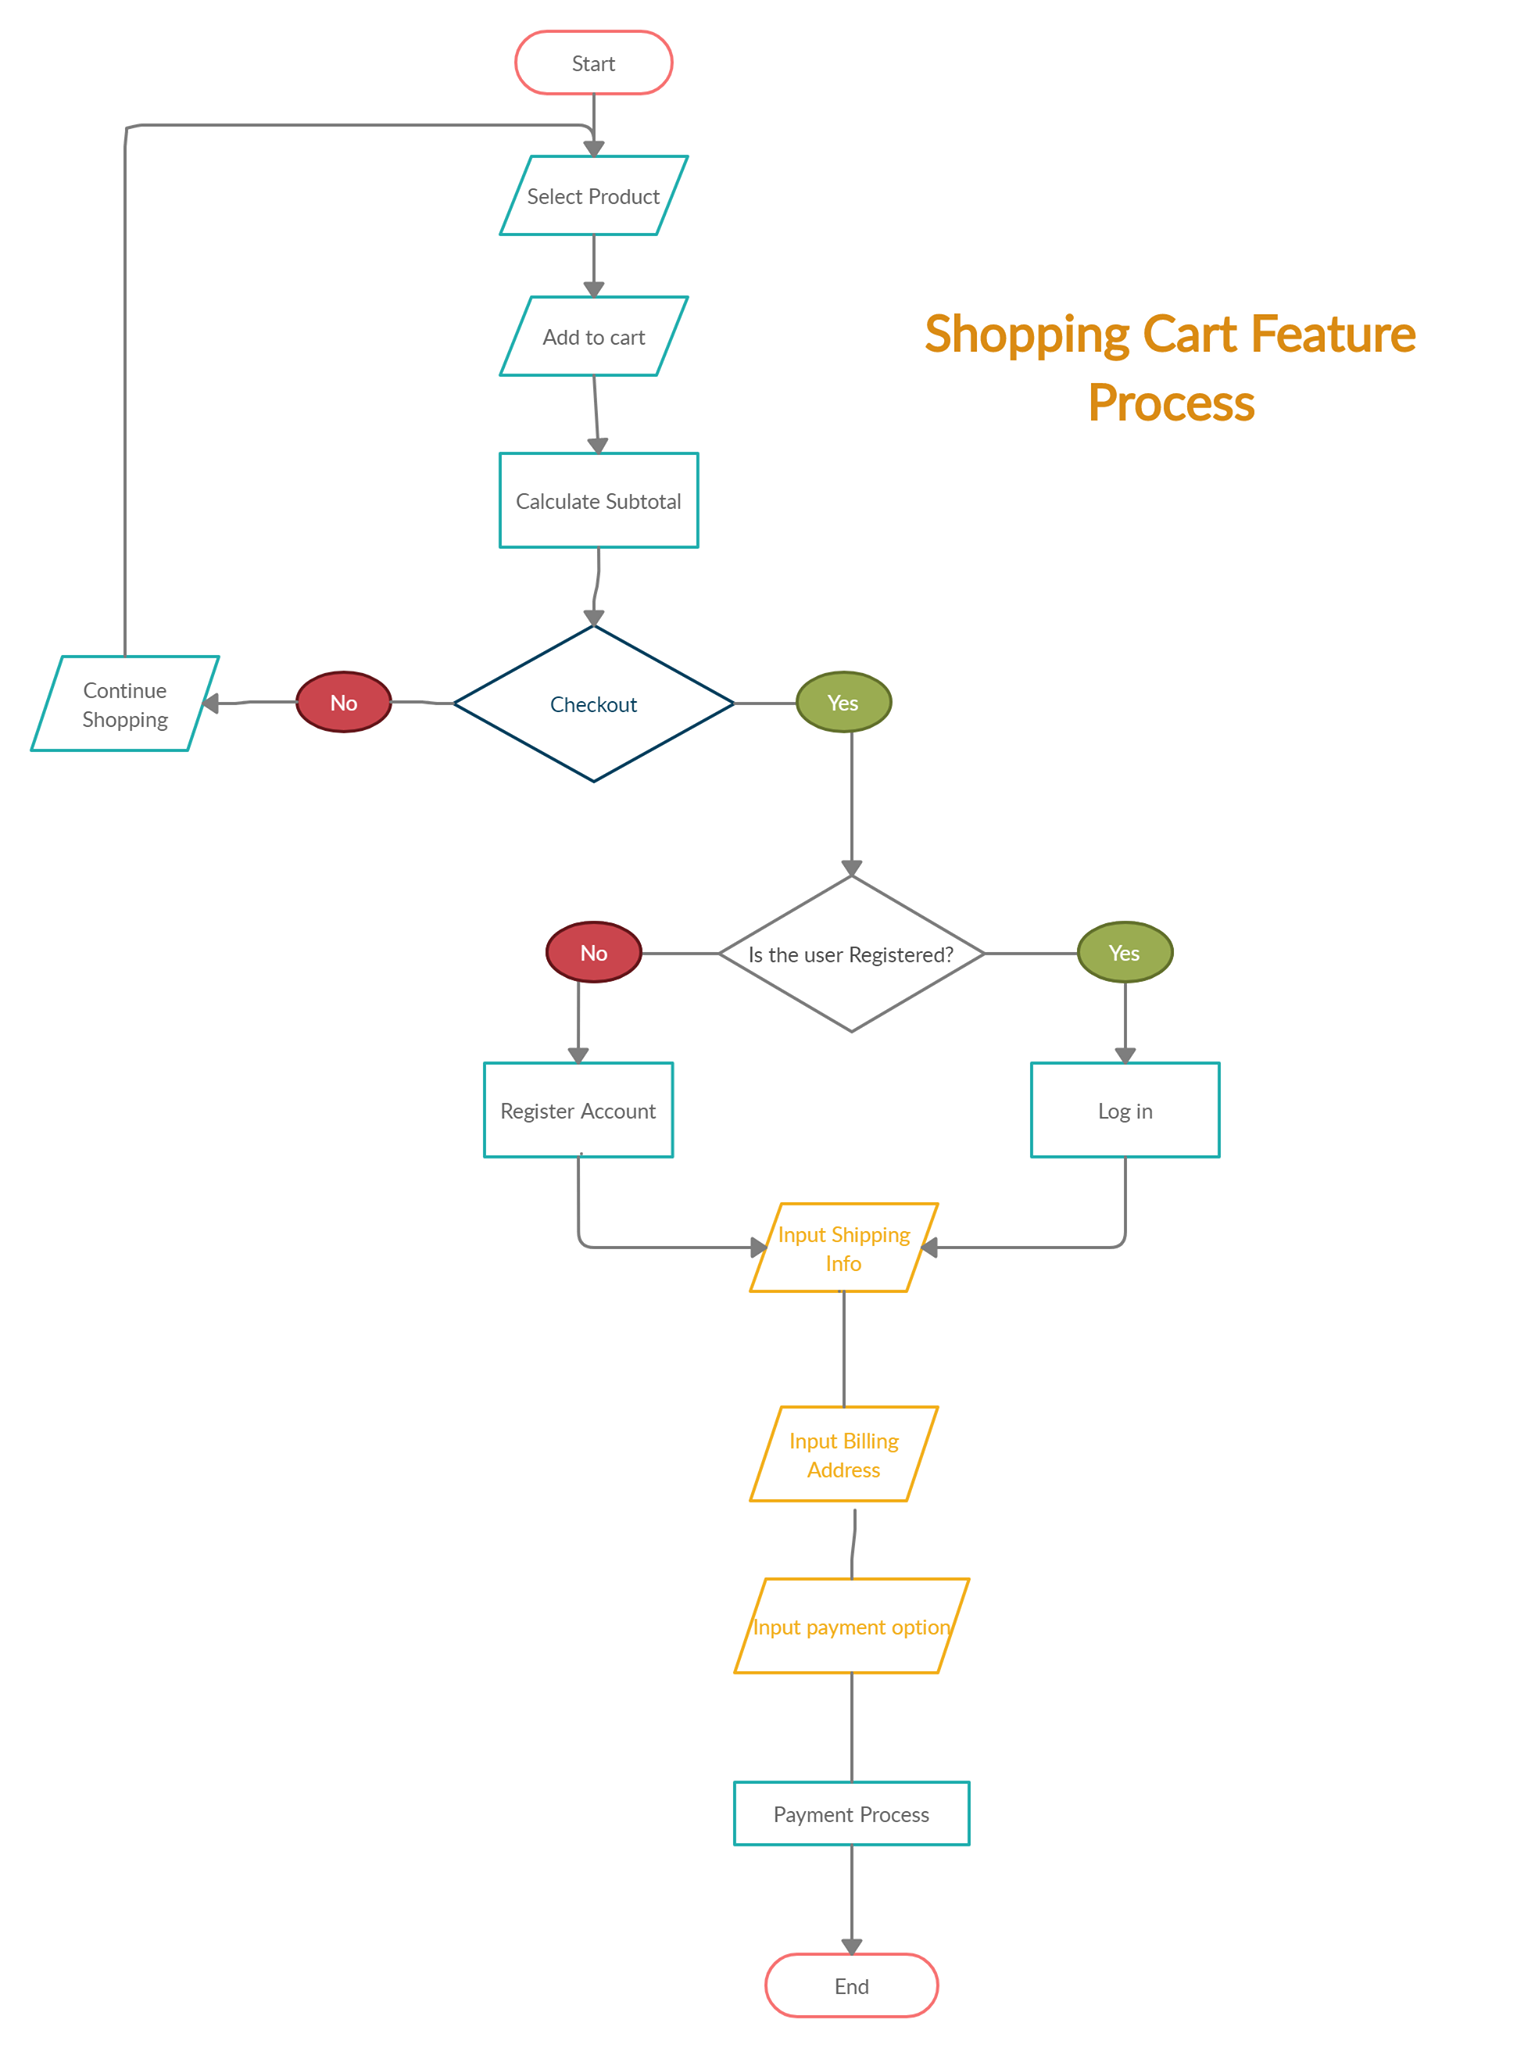 Start
Select Product
Add to cart
Shopping Cart Feature
Process
Calculate Subtotal
Continue
Shopping
No
Checkout
Yes
No
Is the user Registered?
Yes
Register Account
Log in
Input Shipping
Info
Input Billing
Address
Input payment option
Payment Process
End